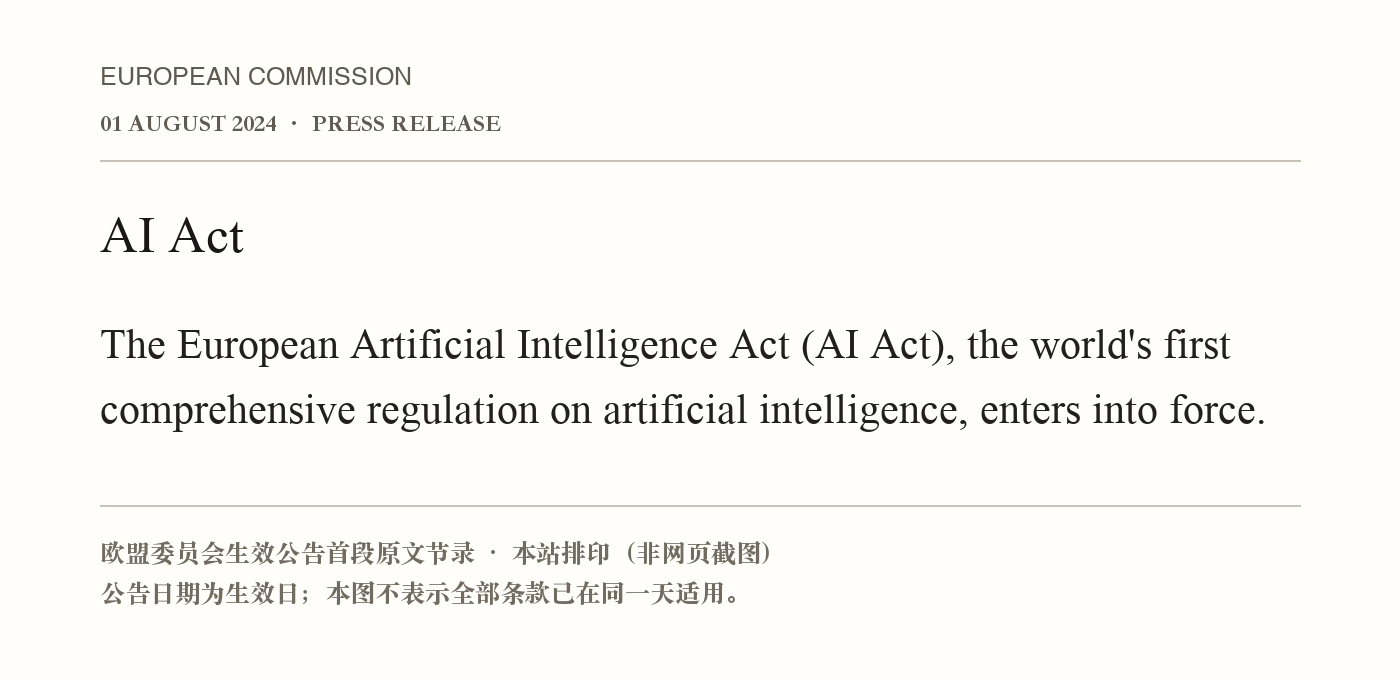 EUROPEAN COMMISSION
01 AUGUST 2024 · PRESS RELEASE
AI Act
The European Artificial Intelligence Act (AI Act), the world's first
comprehensive regulation on artificial intelligence, enters into force.
欧盟委员会生效公告首段原文节录 · 本站排印（非网页截图）
公告日期为生效日；本图不表示全部条款已在同一天适用。